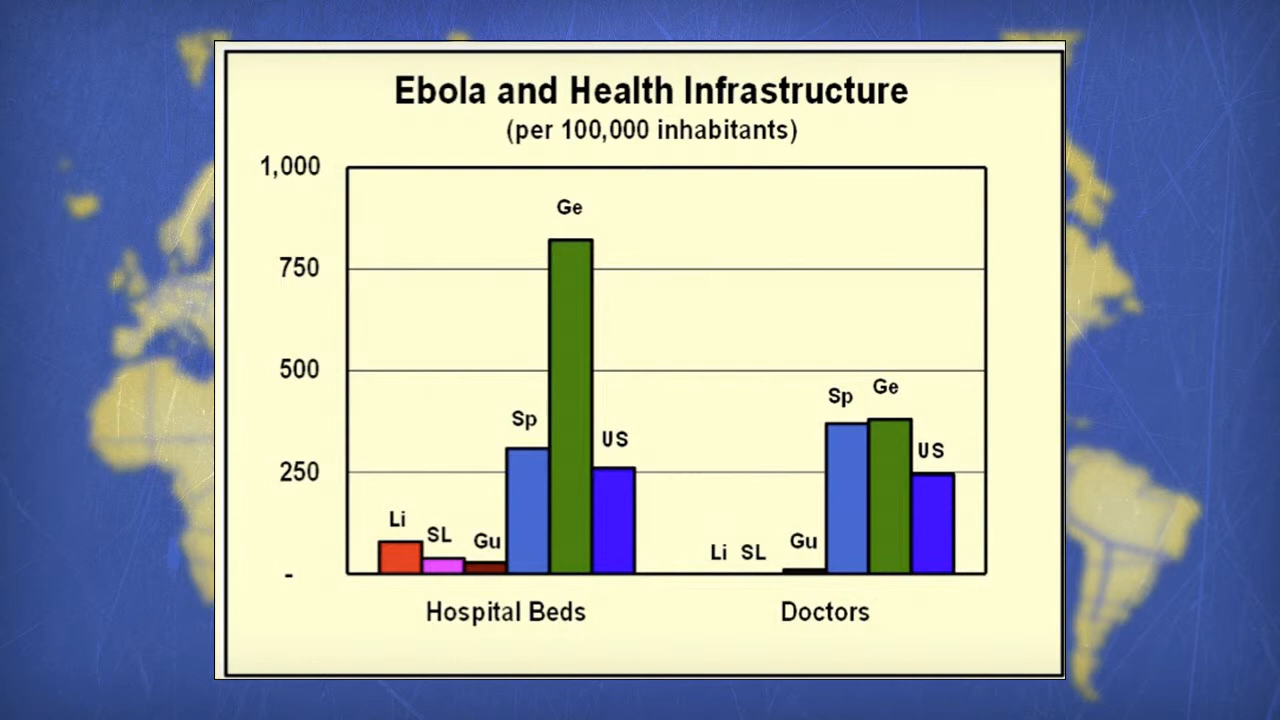 Ebola and Health Infrastructure
(per 100,000 inhabitants)
1,000
750
500
250
-
Li
SL
Gu
Sp
Ge
US
Li
SL
Gu
Sp
Ge
US
Hospital Beds
Doctors